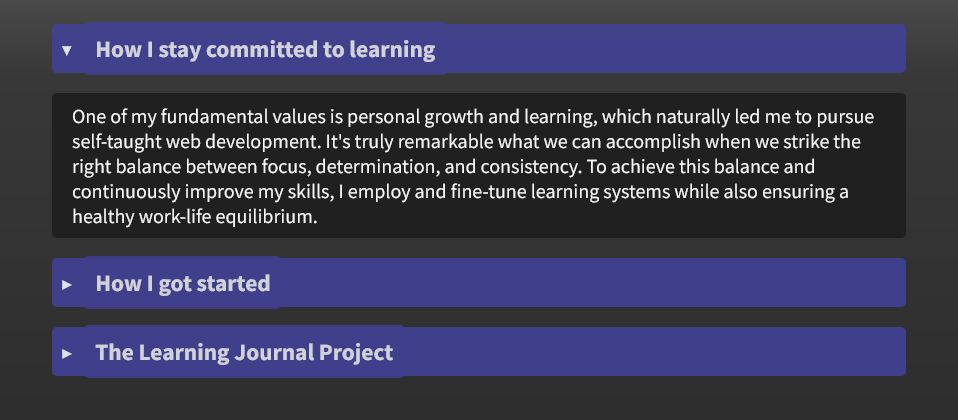 How I stay committed to learning
One of my fundamental values is personal growth and learning, which naturally led me to pursue
self-taught web development. It's truly remarkable what we can accomplish when we strike the
right balance between focus, determination, and consistency. To achieve this balance and
continuously improve my skills, I employ and fine-tune learning systems while also ensuring a
healthy work-life equilibrium.
How I got started
The Learning Journal Project